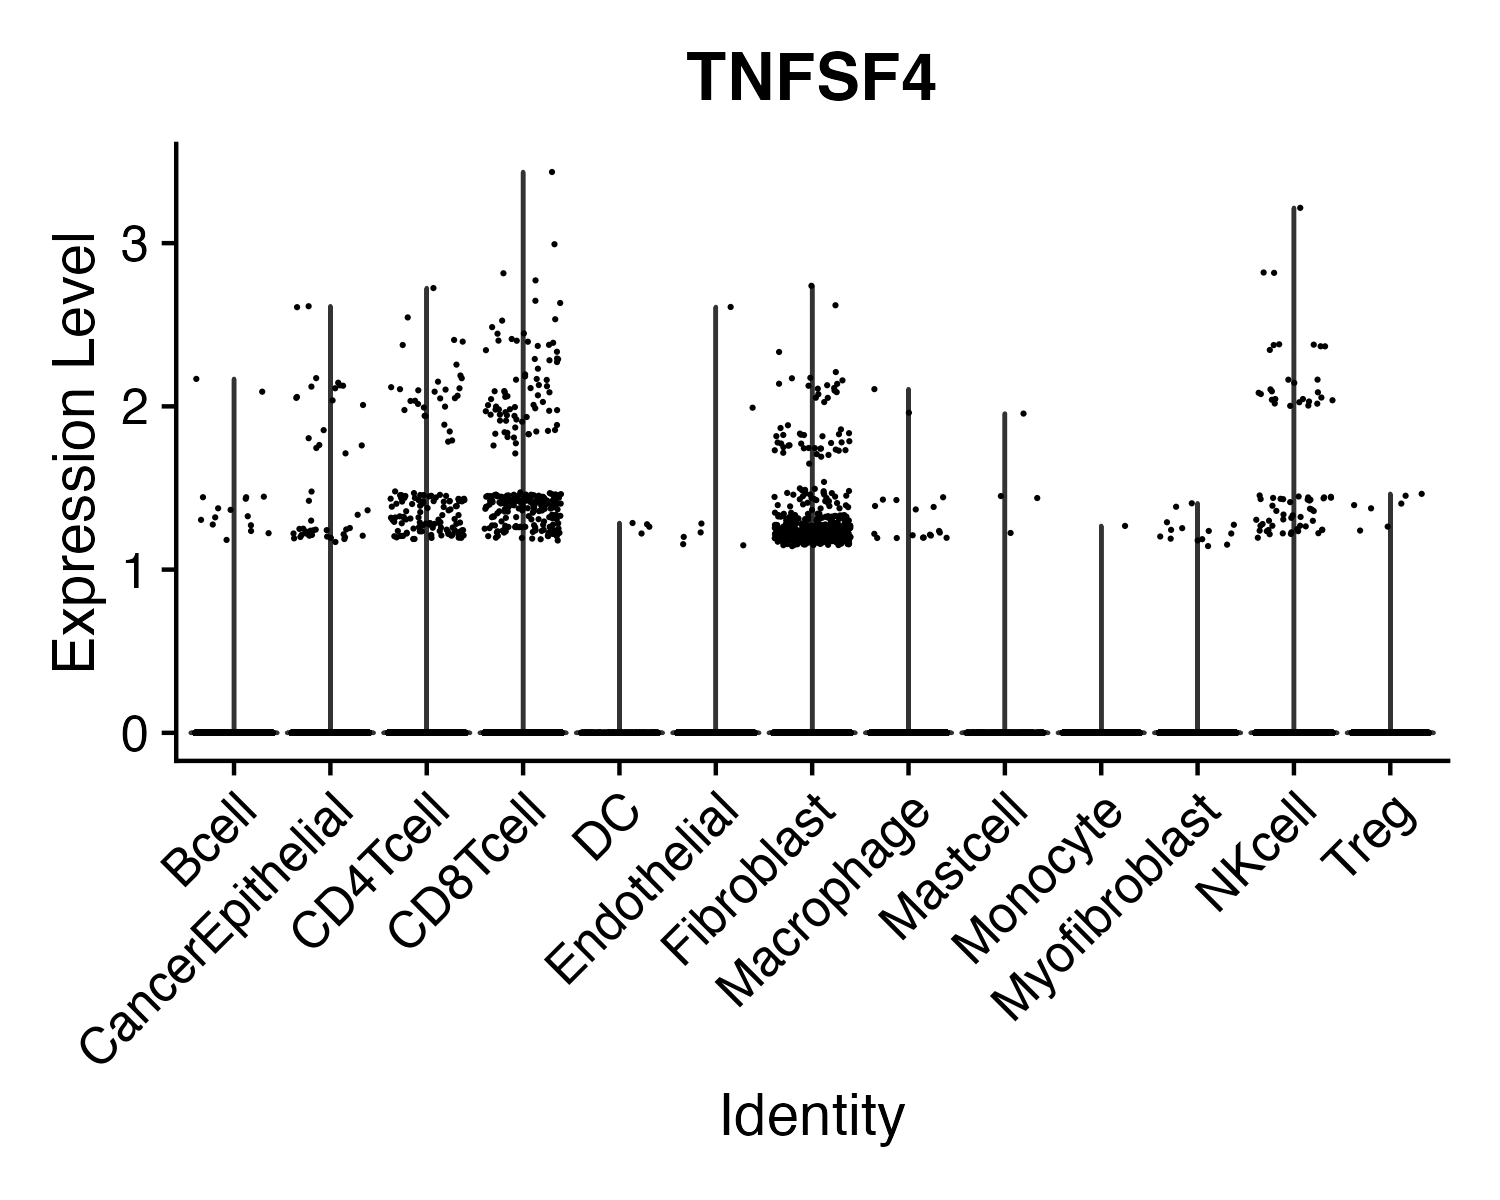 TNFSF4
Expression Level
3
2
1
0
Bcell
CancerEpithelial
CD4Tcell
CD8Tcell
DC
Endothelial
Fibroblast
Macrophage
Mastcell
Monocyte
Myofibroblast
NKcell
Treg
Identity